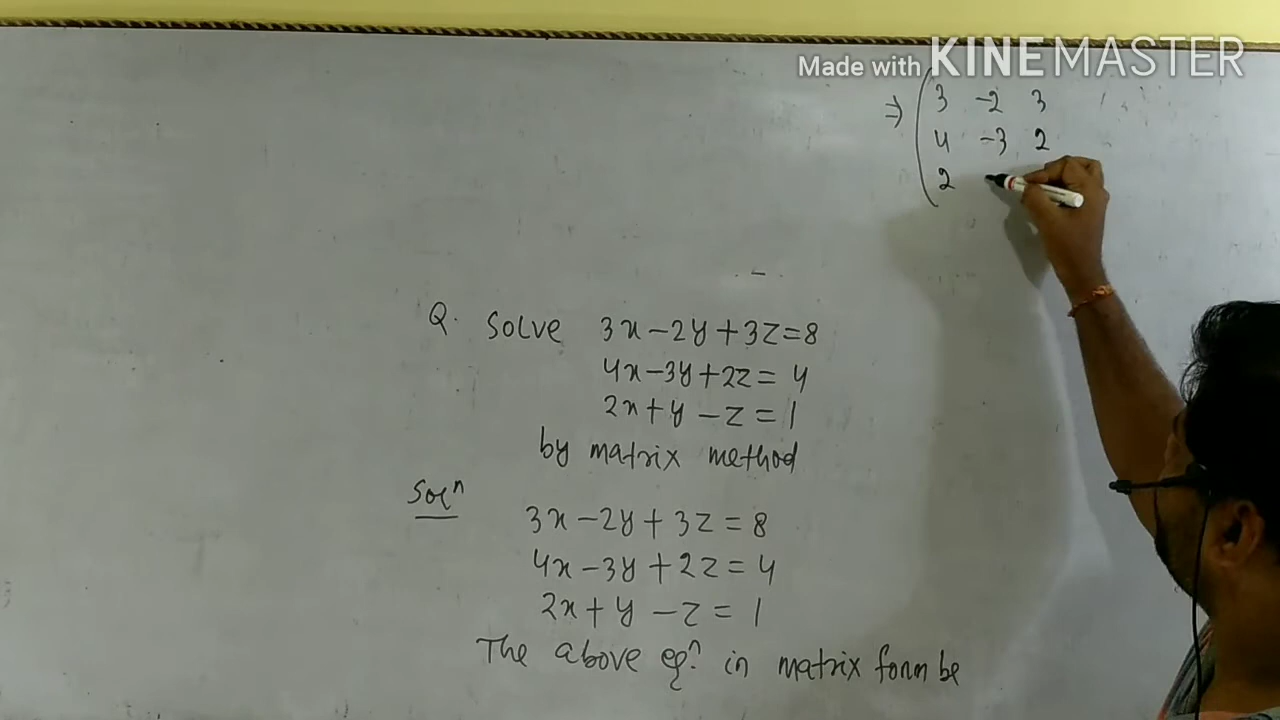 Made with KINEMASTER
⇒ ( 3 -2 3
4 -3 2
2
Q. Solve 3x-2y+3z=8
4x-3y+2z=4
2x+y-z=1
by matrix method
Solⁿ
3x-2y+3z=8
4x-3y+2z=4
2x+y-z=1
The above eqⁿ. in matrix form be